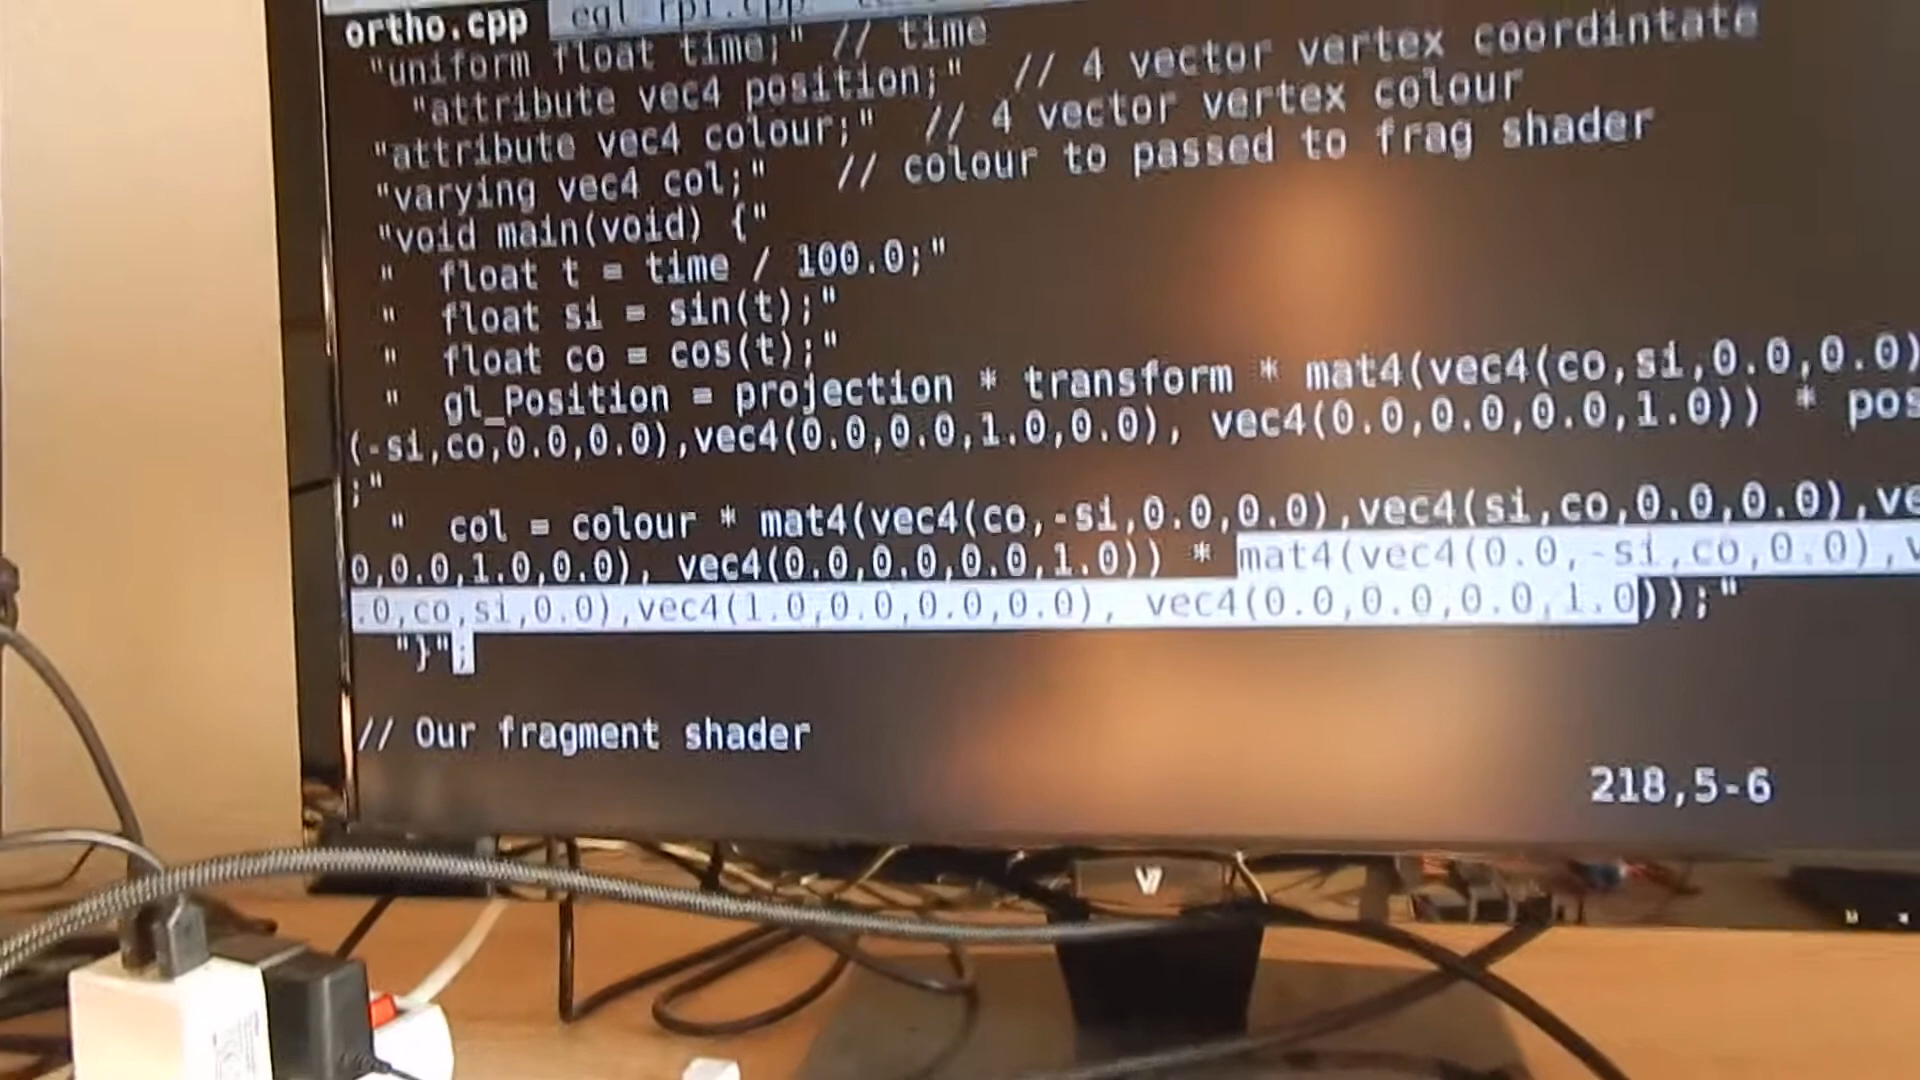 ortho.cpp egl_rpi.cpp
"uniform float time;" // time
"attribute vec4 position;" // 4 vector vertex coordintate
"attribute vec4 colour;" // 4 vector vertex colour
"varying vec4 col;" // colour to passed to frag shader
"void main(void) {"
" float t = time / 100.0;"
" float si = sin(t);"
" float co = cos(t);"
" gl_Position = projection * transform * mat4(vec4(co,si,0.0,0.0)
(-si,co,0.0,0.0),vec4(0.0,0.0,1.0,0.0), vec4(0.0,0.0,0.0,1.0)) * pos
;"
" col = colour * mat4(vec4(co,-si,0.0,0.0),vec4(si,co,0.0,0.0),ve
0,0.0,1.0,0.0), vec4(0.0,0.0,0.0,1.0)) * mat4(vec4(0.0,-si,co,0.0),v
.0,co,si,0.0),vec4(1.0,0.0,0.0,0.0), vec4(0.0,0.0,0.0,1.0));"
"}";
// Our fragment shader
218,5-6